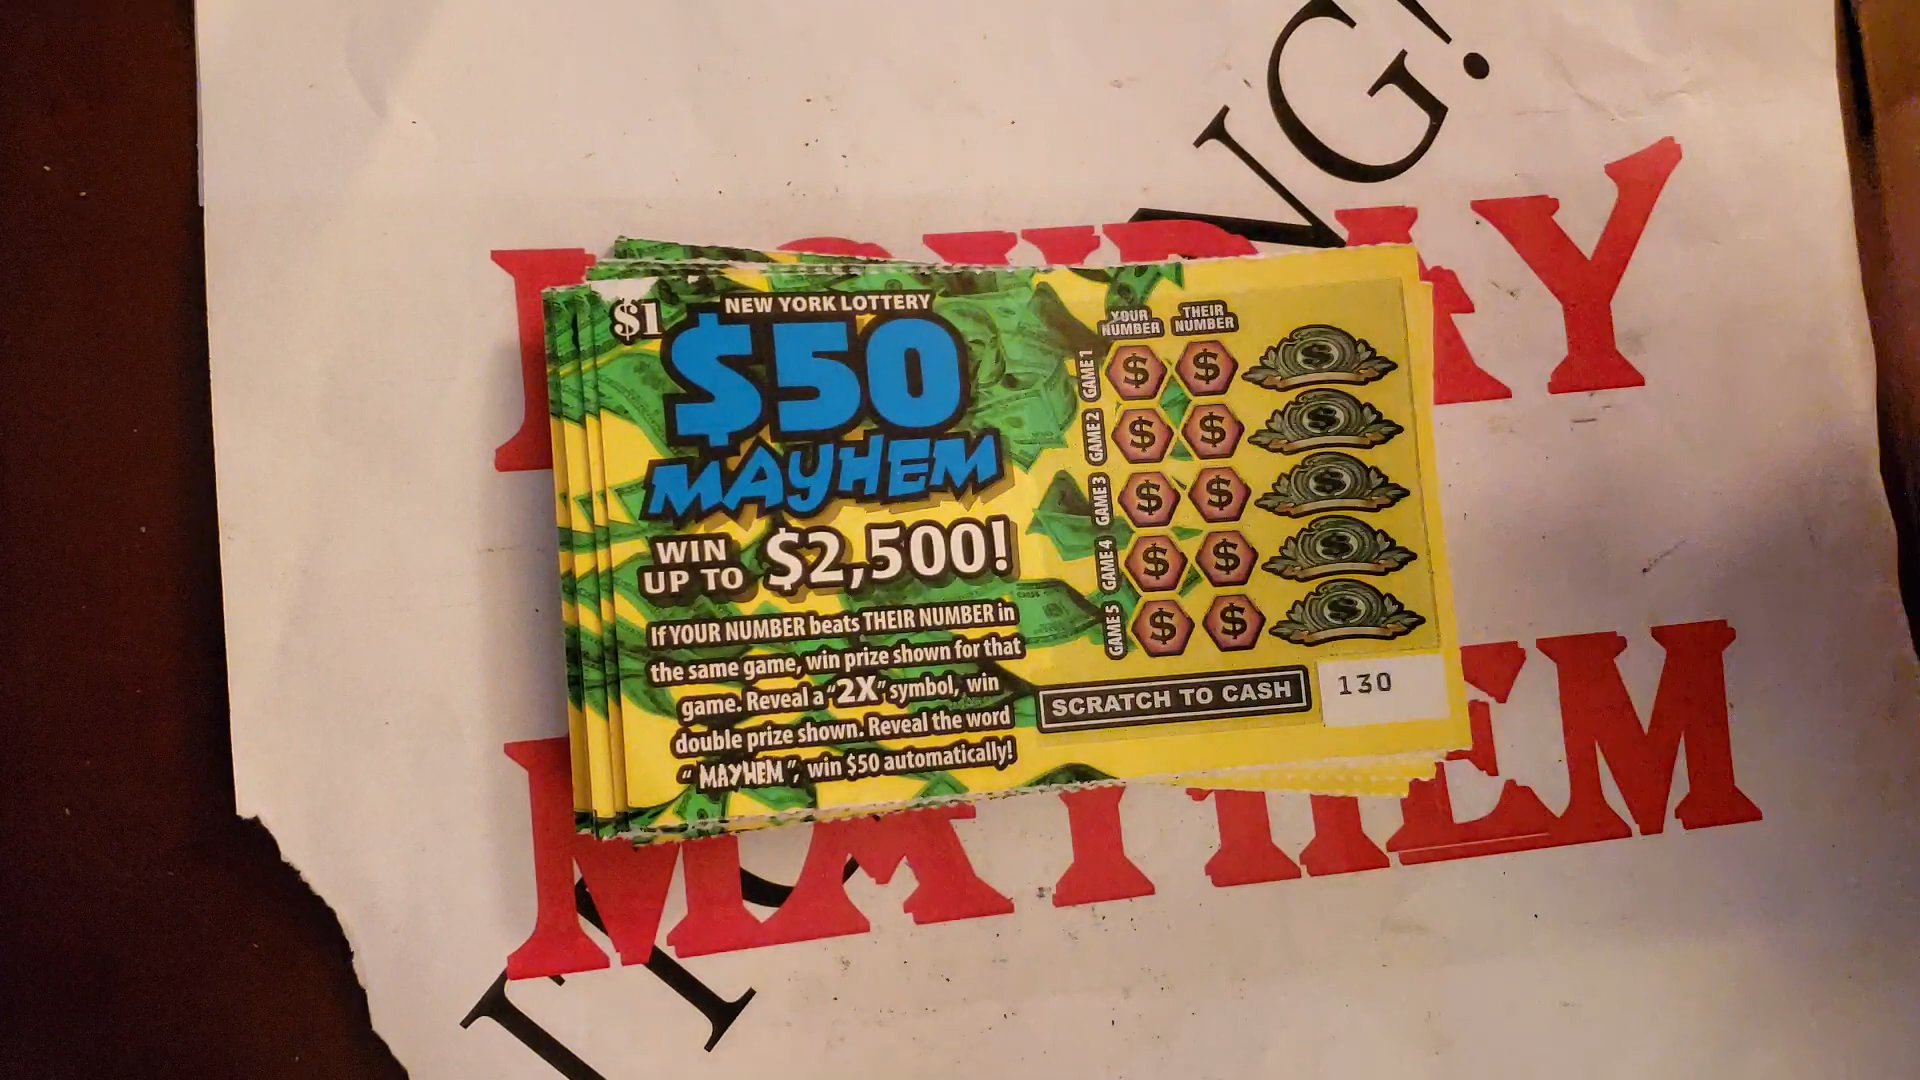 NG!
AY
$1
NEW YORK LOTTERY
$50
MAYHEM
WIN
UP TO
$2,500!
If YOUR NUMBER beats THEIR NUMBER in
the same game, win prize shown for that
game. Reveal a "2X" symbol, win
double prize shown. Reveal the word
"MAYHEM", win $50 automatically!
YOUR
NUMBER
THEIR
NUMBER
GAME 1
$ $ $
GAME 2
$ $ $
GAME 3
$ $ $
GAME 4
$ $ $
GAME 5
$ $ $
SCRATCH TO CASH
130
MAYHEM